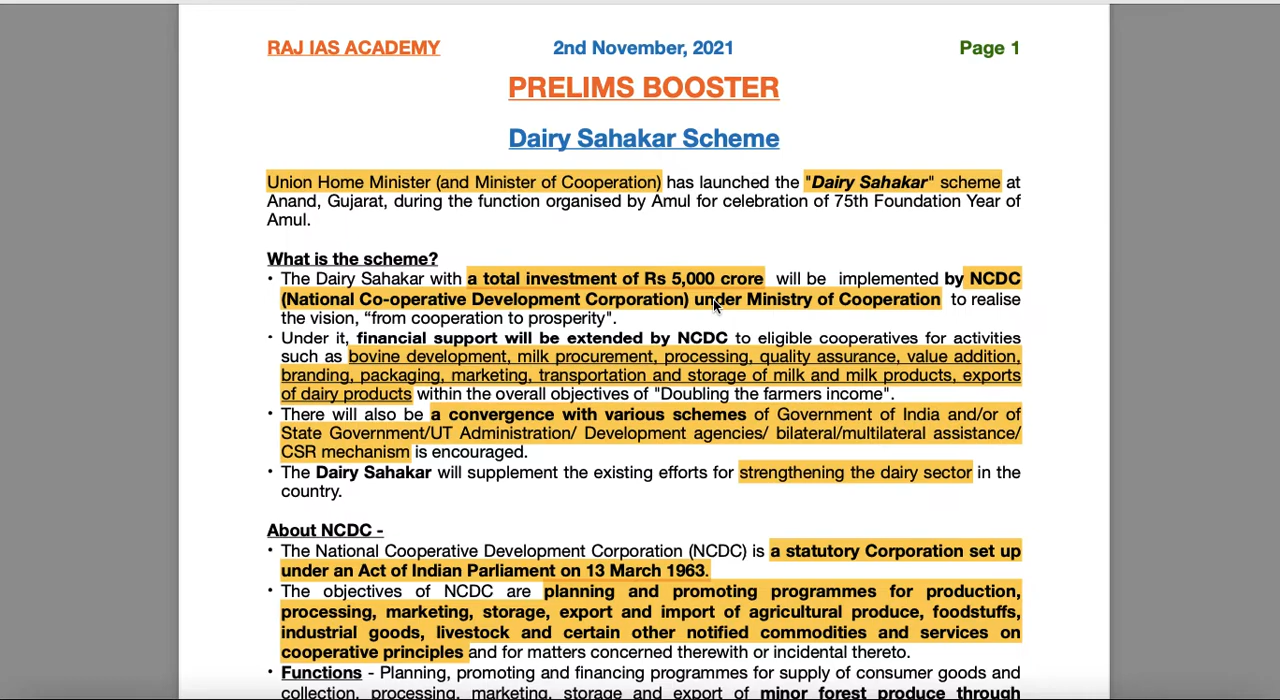 RAJ IAS ACADEMY 2nd November, 2021 Page 1
PRELIMS BOOSTER
Dairy Sahakar Scheme
Union Home Minister (and Minister of Cooperation) has launched the "Dairy Sahakar" scheme at
Anand, Gujarat, during the function organised by Amul for celebration of 75th Foundation Year of
Amul.
What is the scheme?
• The Dairy Sahakar with a total investment of Rs 5,000 crore will be implemented by NCDC
(National Co-operative Development Corporation) under Ministry of Cooperation to realise
the vision, “from cooperation to prosperity".
• Under it, financial support will be extended by NCDC to eligible cooperatives for activities
such as bovine development, milk procurement, processing, quality assurance, value addition,
branding, packaging, marketing, transportation and storage of milk and milk products, exports
of dairy products within the overall objectives of "Doubling the farmers income".
• There will also be a convergence with various schemes of Government of India and/or of
State Government/UT Administration/ Development agencies/ bilateral/multilateral assistance/
CSR mechanism is encouraged.
• The Dairy Sahakar will supplement the existing efforts for strengthening the dairy sector in the
country.
About NCDC -
• The National Cooperative Development Corporation (NCDC) is a statutory Corporation set up
under an Act of Indian Parliament on 13 March 1963.
• The objectives of NCDC are planning and promoting programmes for production,
processing, marketing, storage, export and import of agricultural produce, foodstuffs,
industrial goods, livestock and certain other notified commodities and services on
cooperative principles and for matters concerned therewith or incidental thereto.
• Functions - Planning, promoting and financing programmes for supply of consumer goods and
collection, processing, marketing, storage and export of minor forest produce through